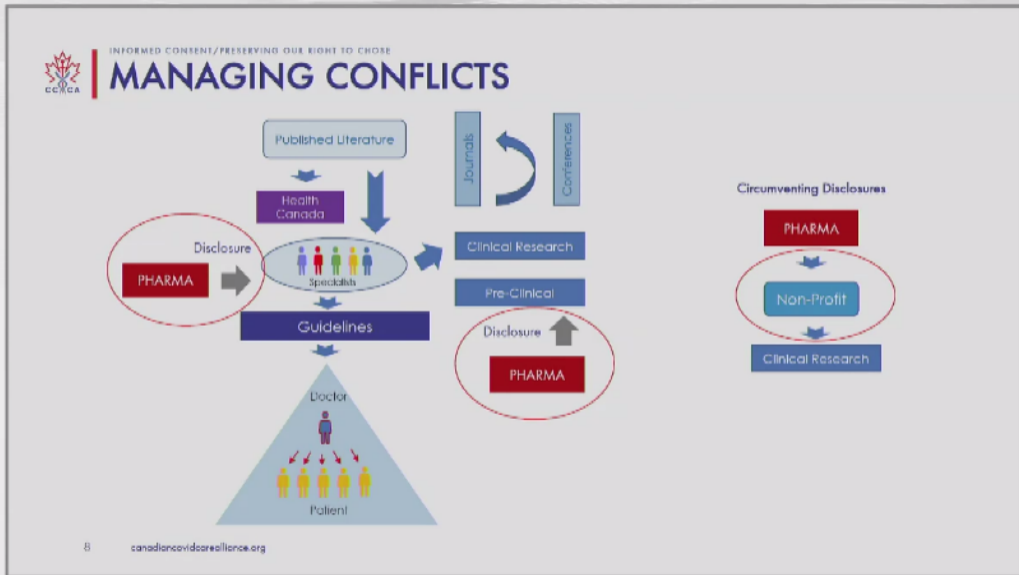 INFORMED CONSENT/PRESERVING OUR RIGHT TO CHOSE
MANAGING CONFLICTS
CCCA
Published Literature
Health
Canada
Disclosure
PHARMA
Specialists
Guidelines
Doctor
Patient
Journals
Conferences
Clinical Research
Pre-Clinical
Disclosure
PHARMA
Circumventing Disclosures
PHARMA
Non-Profit
Clinical Research
8
canadiancovidcarealliance.org